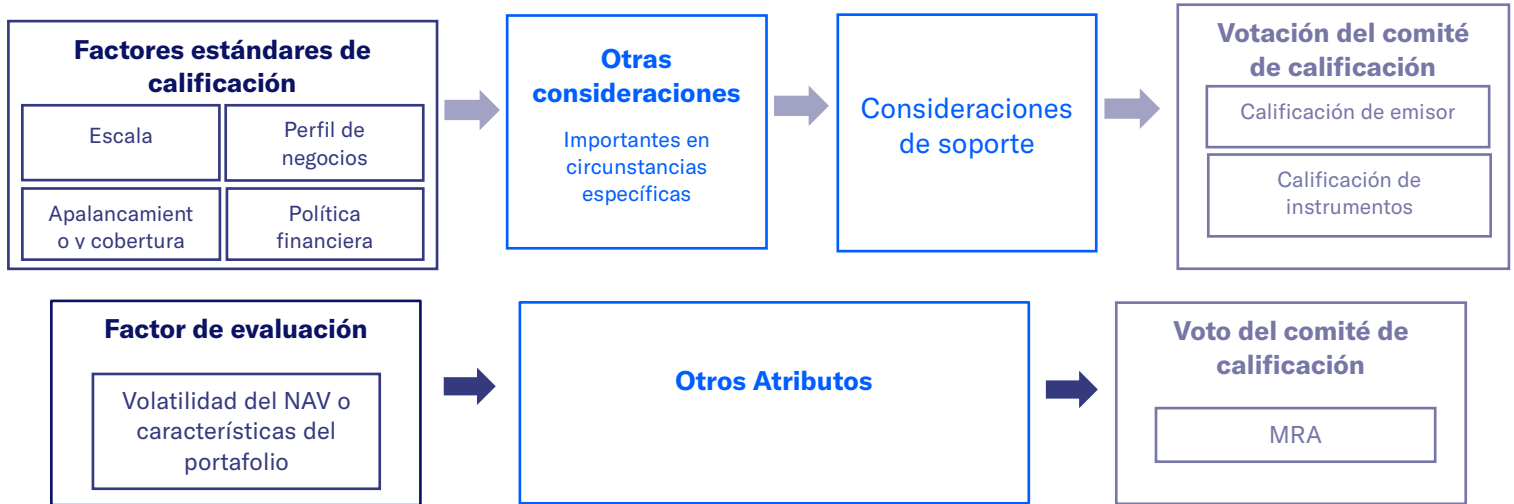 Factores estándares de
calificación
Escala
Perfil de
negocios
Apalancamient
o y cobertura
Política
financiera
Otras
consideraciones
Importantes en
circunstancias
específicas
Consideraciones
de soporte
Votación del comité
de calificación
Calificación de emisor
Calificación de
instrumentos
Factor de evaluación
Volatilidad del NAV o
características del
portafolio
Otros Atributos
Voto del comité de
calificación
MRA